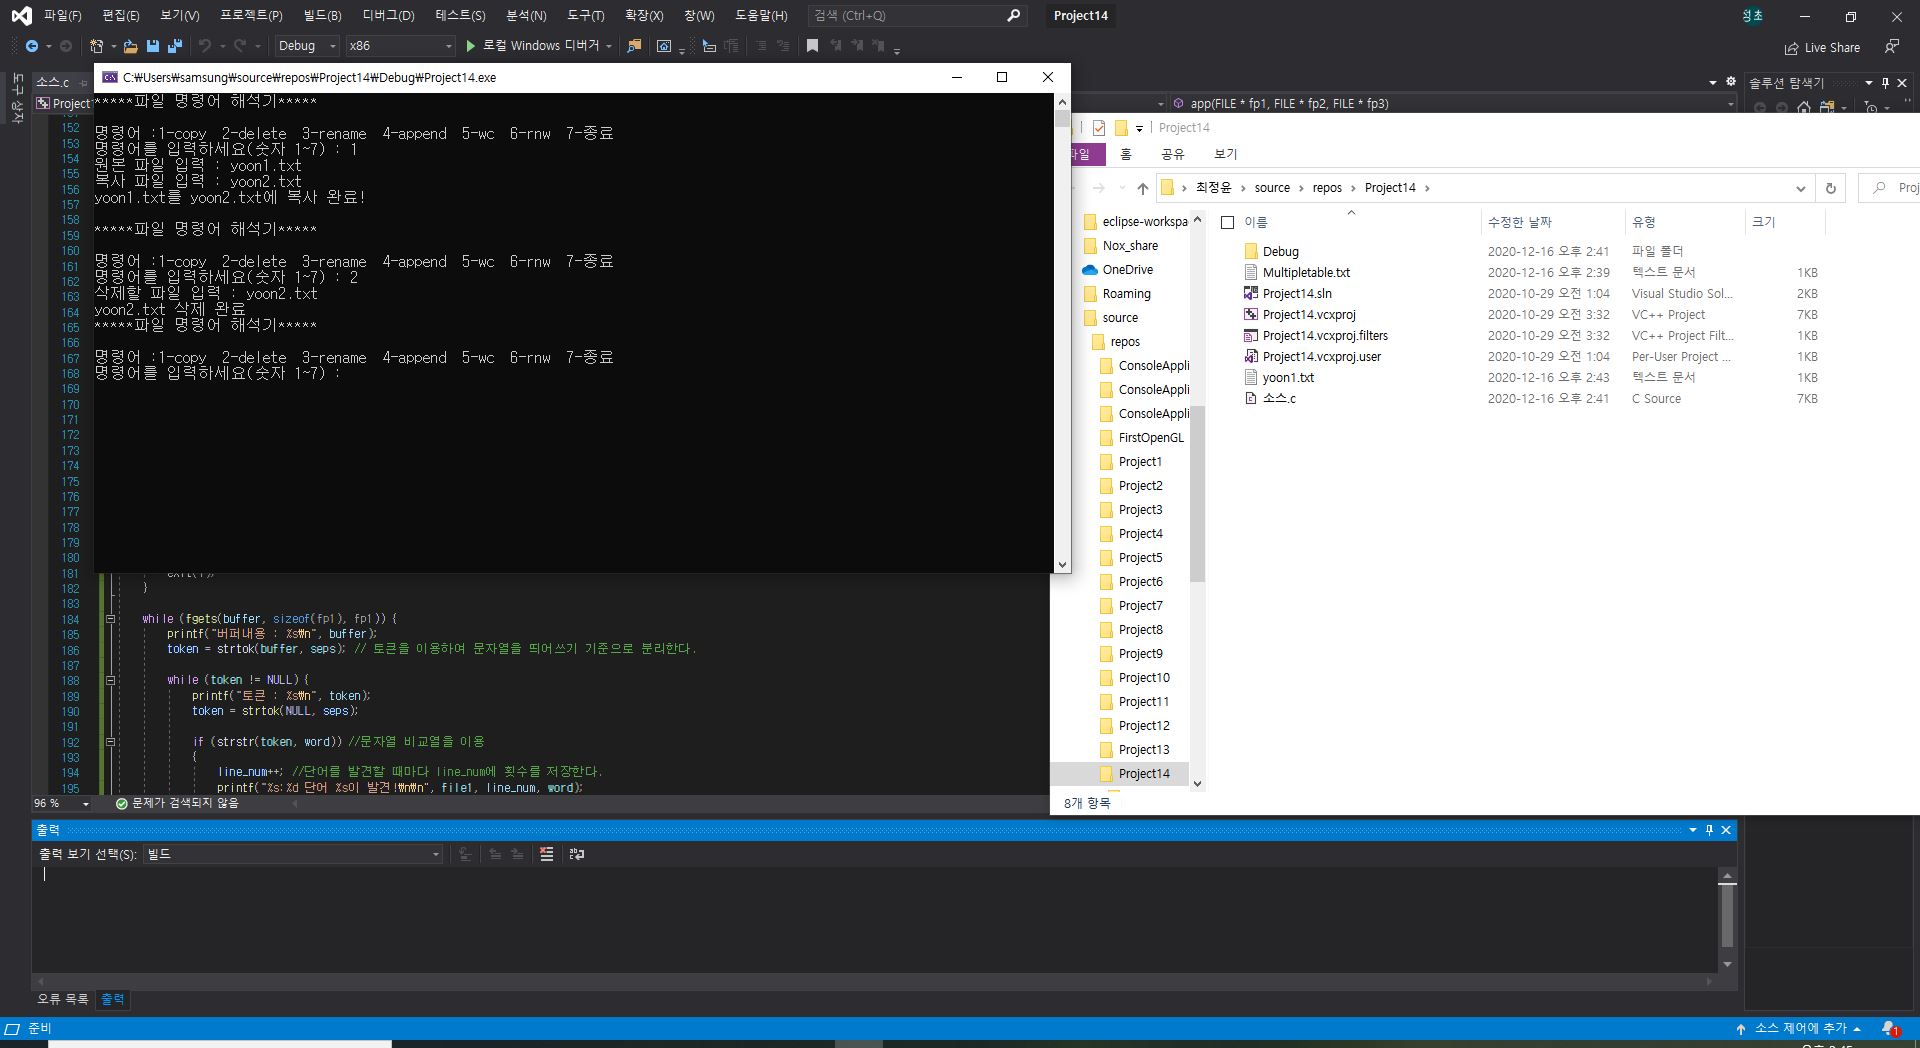 파일(F) 편집(E) 보기(V) 프로젝트(P) 빌드(B) 디버그(D) 테스트(S) 분석(N) 도구(T) 확장(X) 창(W) 도움말(H) 검색 (Ctrl+Q) Project14 정초
Debug x86 로컬 Windows 디버거 Live Share
도구 상자
소스.c
Project
C:₩Users₩samsung₩source₩repos₩Project14₩Debug₩Project14.exe
*****파일 명령어 해석기*****
명령어 :1-copy 2-delete 3-rename 4-append 5-wc 6-rnw 7-종료
명령어를 입력하세요(숫자 1~7) : 1
원본 파일 입력 : yoon1.txt
복사 파일 입력 : yoon2.txt
yoon1.txt를 yoon2.txt에 복사 완료!
*****파일 명령어 해석기*****
명령어 :1-copy 2-delete 3-rename 4-append 5-wc 6-rnw 7-종료
명령어를 입력하세요(숫자 1~7) : 2
삭제할 파일 입력 : yoon2.txt
yoon2.txt 삭제 완료
*****파일 명령어 해석기*****
명령어 :1-copy 2-delete 3-rename 4-append 5-wc 6-rnw 7-종료
명령어를 입력하세요(숫자 1~7) :
152
153
154
155
156
157
158
159
160
161
162
163
164
165
166
167
168
169
170
171
172
173
174
175
176
177
178
179
180
181 exit(1);
182 }
183
184 while (fgets(buffer, sizeof(fp1), fp1)) {
185 printf("버퍼내용 : %s₩n", buffer);
186 token = strtok(buffer, seps); // 토큰을 이용하여 문자열을 띄어쓰기 기준으로 분리한다.
187
188 while (token != NULL) {
189 printf("토큰 : %s₩n", token);
190 token = strtok(NULL, seps);
191
192 if (strstr(token, word)) //문자열 비교열을 이용
193 {
194 line_num++; //단어를 발견할 때마다 line_num에 횟수를 저장한다.
195 printf("%s:%d 단어 %s이 발견!₩n₩n", file1, line_num, word);
96 % 문제가 검색되지 않음
app(FILE * fp1, FILE * fp2, FILE * fp3)
솔루션 탐색기
Project14
파일 홈 공유 보기
최정윤 › source › repos › Project14 ›
Proj
eclipse-workspa
Nox_share
OneDrive
Roaming
source
repos
ConsoleAppli
ConsoleAppli
ConsoleAppli
FirstOpenGL
Project1
Project2
Project3
Project4
Project5
Project6
Project7
Project8
Project9
Project10
Project11
Project12
Project13
Project14
이름 수정한 날짜 유형 크기
Debug 2020-12-16 오후 2:41 파일 폴더
Multipletable.txt 2020-12-16 오후 2:39 텍스트 문서 1KB
Project14.sln 2020-10-29 오전 1:04 Visual Studio Sol... 2KB
Project14.vcxproj 2020-10-29 오전 3:32 VC++ Project 7KB
Project14.vcxproj.filters 2020-10-29 오전 3:32 VC++ Project Filt... 1KB
Project14.vcxproj.user 2020-10-29 오전 1:04 Per-User Project ... 1KB
yoon1.txt 2020-12-16 오후 2:43 텍스트 문서 1KB
소스.c 2020-12-16 오후 2:41 C Source 7KB
8개 항목
출력
출력 보기 선택(S): 빌드
오류 목록 출력
준비 소스 제어에 추가 1